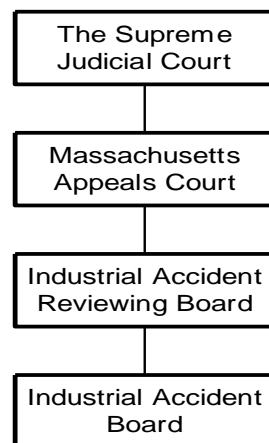 The Supreme
Judicial Court
Massachusetts
Appeals Court
Industrial Accident
Reviewing Board
Industrial Accident
Board